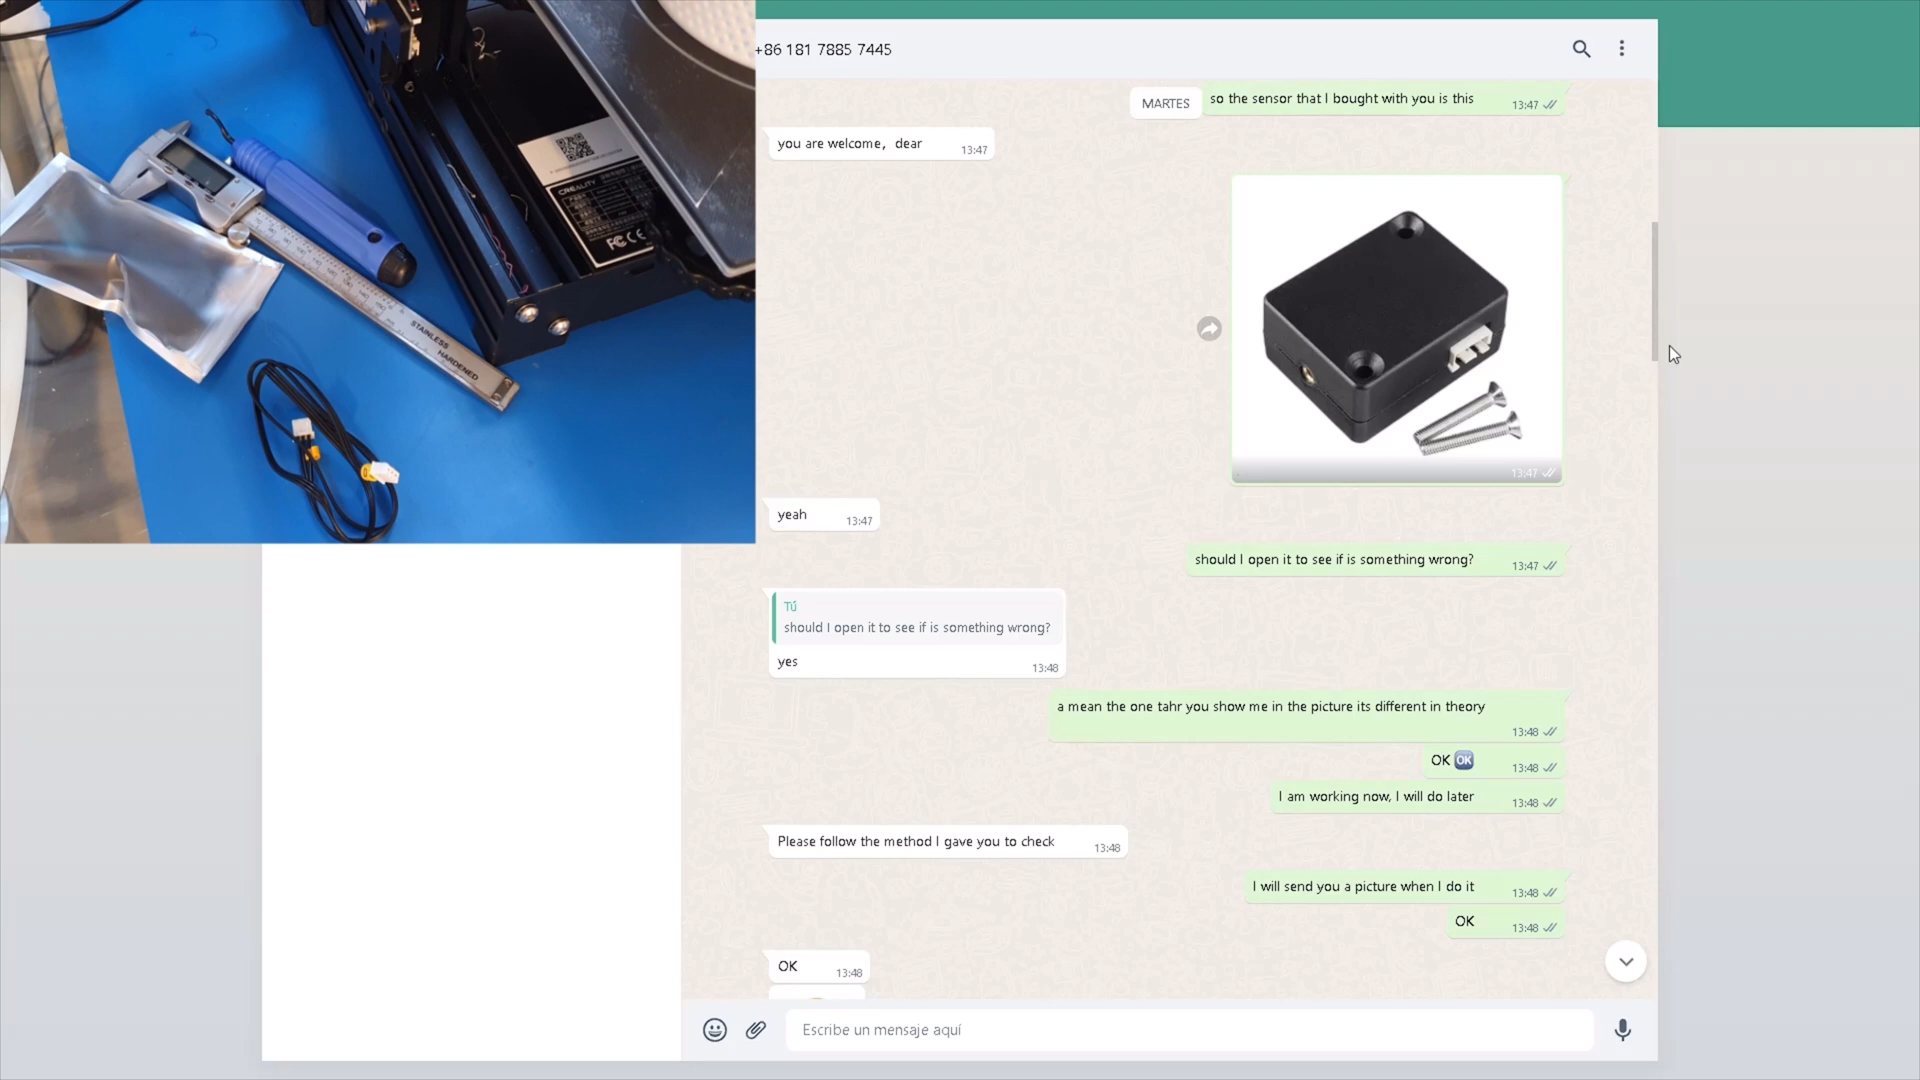 +86 181 7885 7445
MARTES
so the sensor that I bought with you is this
13:47
you are welcome, dear
13:47
13:47
yeah
13:47
should I open it to see if is something wrong?
13:47
Tú
should I open it to see if is something wrong?
yes
13:48
a mean the one tahr you show me in the picture its different in theory
13:48
OK 🆗
13:48
I am working now, I will do later
13:48
Please follow the method I gave you to check
13:48
I will send you a picture when I do it
13:48
OK
13:48
OK
13:48
Escribe un mensaje aquí
CREALITY
FC CE
STAINLESS
HARDENED